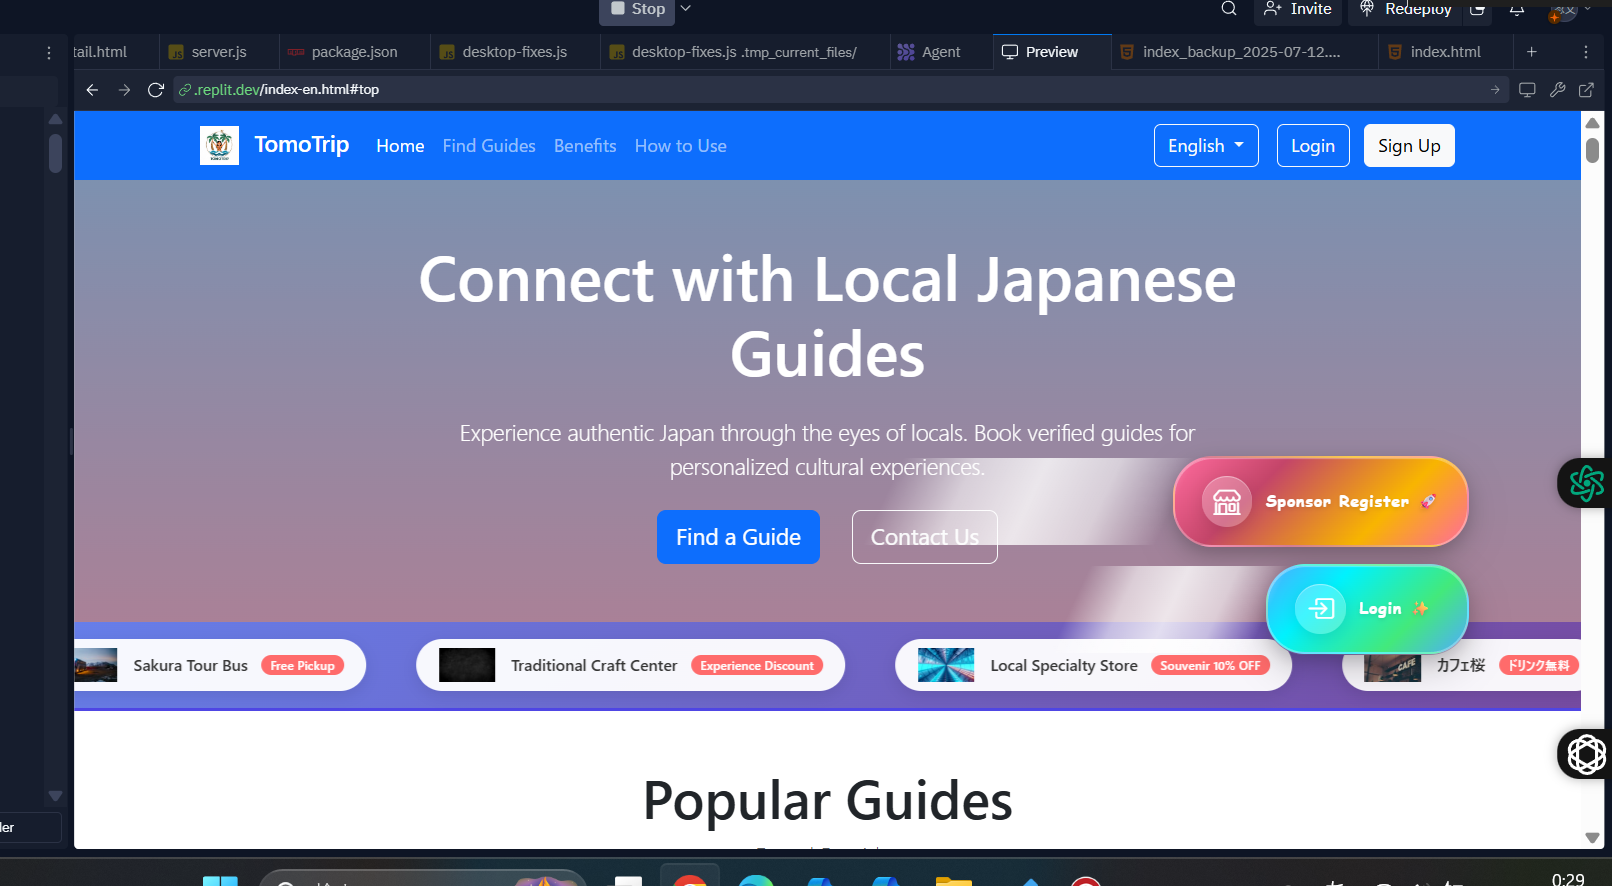 Stop
Invite
Redeploy
tail.html
server.js
package.json
desktop-fixes.js
desktop-fixes.js .tmp_current_files/
Agent
Preview
index_backup_2025-07-12....
index.html
.replit.dev/index-en.html#top
TomoTrip
Home
Find Guides
Benefits
How to Use
English
Login
Sign Up
Connect with Local Japanese
Guides
Experience authentic Japan through the eyes of locals. Book verified guides for
personalized cultural experiences.
Find a Guide
Contact Us
Sponsor Register 🚀
Login ✨
Sakura Tour Bus
Free Pickup
Traditional Craft Center
Experience Discount
Local Specialty Store
Souvenir 10% OFF
カフェ桜
ドリンク無料
Popular Guides
0:29